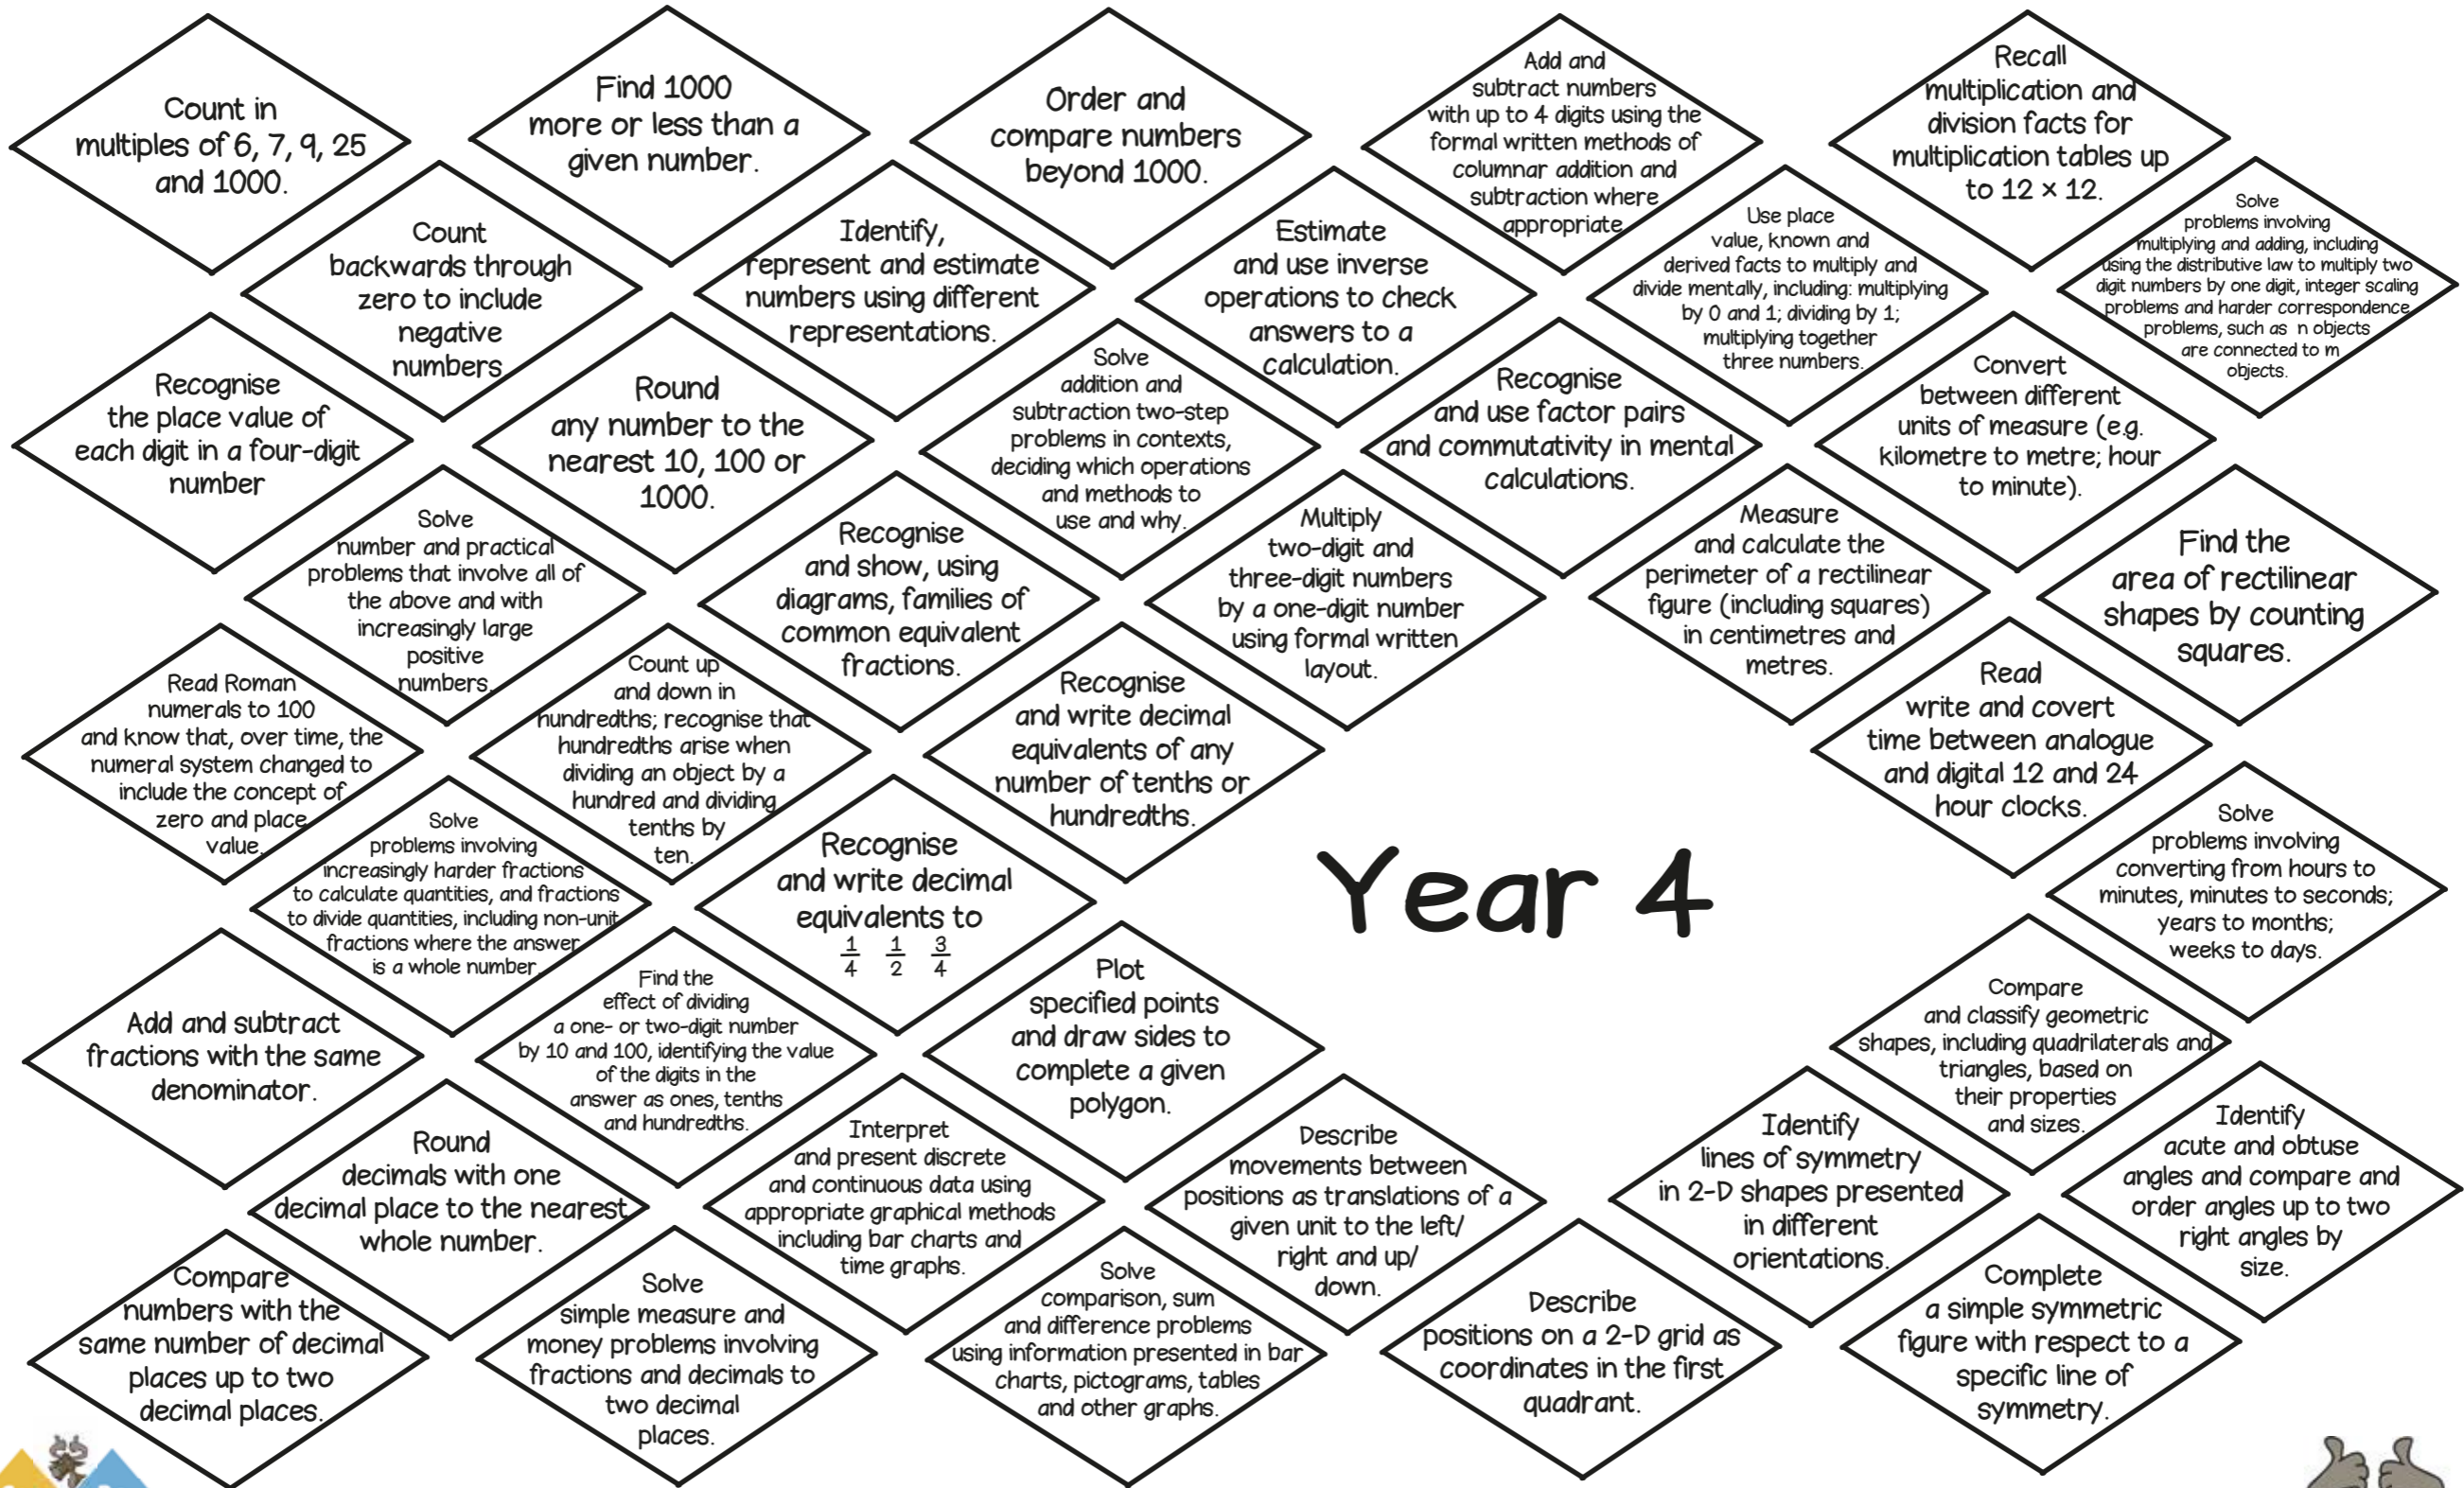 Count in
multiples of 6, 7, 9, 25
and 1000.
Find 1000
more or less than a
given number.
Order and
compare numbers
beyond 1000.
Add and
subtract numbers
with up to 4 digits using the
formal written methods of
columnar addition and
subtraction where
appropriate
Recall
multiplication and
division facts for
multiplication tables up
to 12 × 12.
Count
backwards through
zero to include
negative
numbers
Identify,
represent and estimate
numbers using different
representations.
Estimate
and use inverse
operations to check
answers to a
calculation.
Use place
value, known and
derived facts to multiply and
divide mentally, including: multiplying
by 0 and 1; dividing by 1;
multiplying together
three numbers.
Solve
problems involving
multiplying and adding, including
using the distributive law to multiply two
digit numbers by one digit, integer scaling
problems and harder correspondence
problems, such as n objects
are connected to m
objects.
Recognise
the place value of
each digit in a four-digit
number
Round
any number to the
nearest 10, 100 or
1000.
Solve
addition and
subtraction two-step
problems in contexts,
deciding which operations
and methods to
use and why.
Recognise
and use factor pairs
and commutativity in mental
calculations.
Convert
between different
units of measure (e.g.
kilometre to metre; hour
to minute).
Solve
number and practical
problems that involve all of
the above and with
increasingly large
positive
numbers.
Recognise
and show, using
diagrams, families of
common equivalent
fractions.
Multiply
two-digit and
three-digit numbers
by a one-digit number
using formal written
layout.
Measure
and calculate the
perimeter of a rectilinear
figure (including squares)
in centimetres and
metres.
Find the
area of rectilinear
shapes by counting
squares.
Read Roman
numerals to 100
and know that, over time, the
numeral system changed to
include the concept of
zero and place
value.
Count up
and down in
hundredths; recognise that
hundredths arise when
dividing an object by a
hundred and dividing
tenths by
ten.
Recognise
and write decimal
equivalents of any
number of tenths or
hundredths.
Read
write and covert
time between analogue
and digital 12 and 24
hour clocks.
Solve
problems involving
increasingly harder fractions
to calculate quantities, and fractions
to divide quantities, including non-unit
fractions where the answer
is a whole number.
Recognise
and write decimal
equivalents to
1/4 1/2 3/4
Year 4
Solve
problems involving
converting from hours to
minutes, minutes to seconds;
years to months;
weeks to days.
Add and subtract
fractions with the same
denominator.
Find the
effect of dividing
a one- or two-digit number
by 10 and 100, identifying the value
of the digits in the
answer as ones, tenths
and hundredths.
Plot
specified points
and draw sides to
complete a given
polygon.
Compare
and classify geometric
shapes, including quadrilaterals and
triangles, based on
their properties
and sizes.
Round
decimals with one
decimal place to the nearest
whole number.
Interpret
and present discrete
and continuous data using
appropriate graphical methods
including bar charts and
time graphs.
Describe
movements between
positions as translations of a
given unit to the left/
right and up/
down.
Identify
lines of symmetry
in 2-D shapes presented
in different
orientations.
Identify
acute and obtuse
angles and compare and
order angles up to two
right angles by
size.
Compare
numbers with the
same number of decimal
places up to two
decimal places.
Solve
simple measure and
money problems involving
fractions and decimals to
two decimal
places.
Solve
comparison, sum
and difference problems
using information presented in bar
charts, pictograms, tables
and other graphs.
Describe
positions on a 2-D grid as
coordinates in the first
quadrant.
Complete
a simple symmetric
figure with respect to a
specific line of
symmetry.